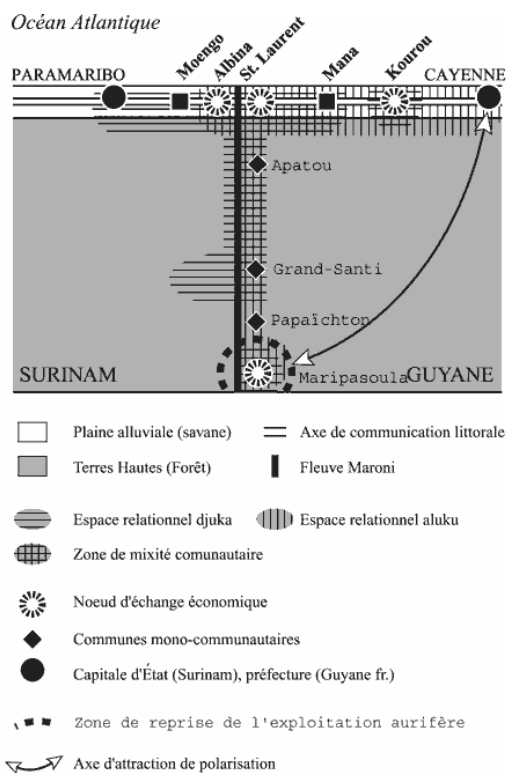 Océan Atlantique
Moengo
Albina
St. Laurent
Mana
Kourou
PARAMARIBO
CAYENNE
Apatou
Grand-Santi
Papaïchton
SURINAM
Maripasoula
GUYANE
Plaine alluviale (savane)
Axe de communication littorale
Terres Hautes (Forêt)
Fleuve Maroni
Espace relationnel djuka
Espace relationnel aluku
Zone de mixité comunautaire
Noeud d'échange économique
Communes mono-communautaires
Capitale d'État (Surinam), préfecture (Guyane fr.)
Zone de reprise de l'exploitation aurifère
Axe d'attraction de polarisation